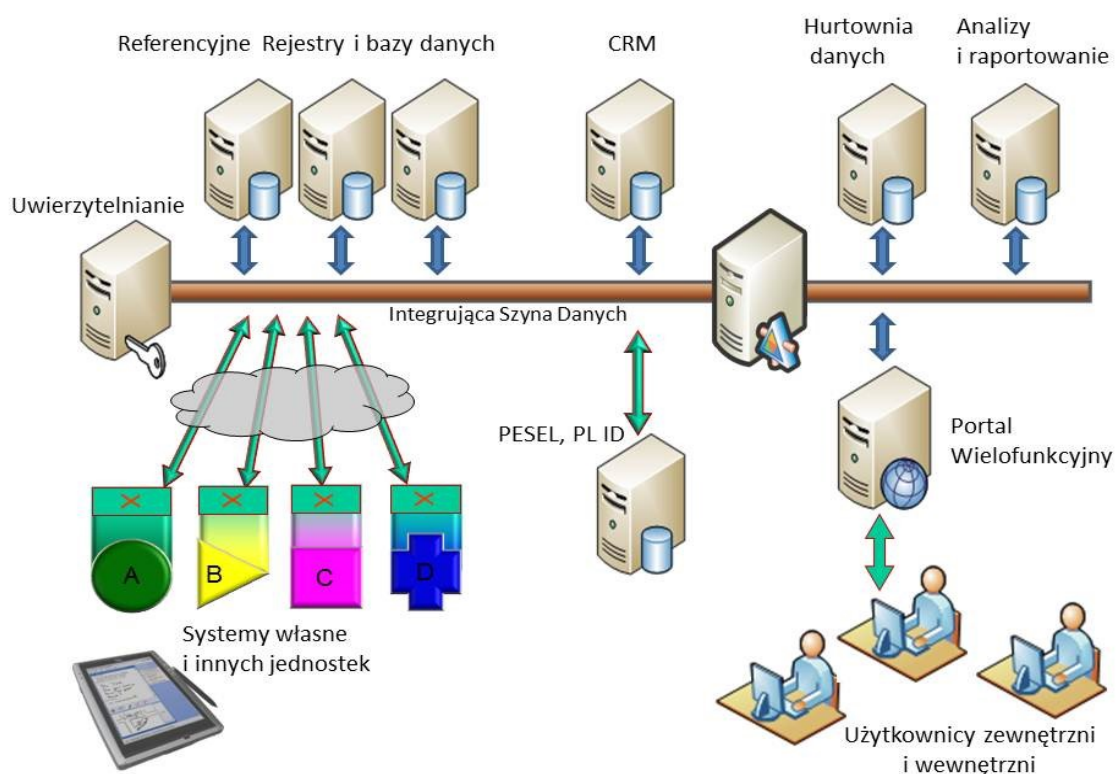 Referencyjne Rejestry i bazy danych
CRM
Hurtownia
danych
Analizy
i raportowanie
Uwierzytelnianie
Integrująca Szyna Danych
PESEL, PL ID
Portal
Wielofunkcyjny
X X X X
A B C D
Systemy własne
i innych jednostek
Użytkownicy zewnętrzni
i wewnętrzni